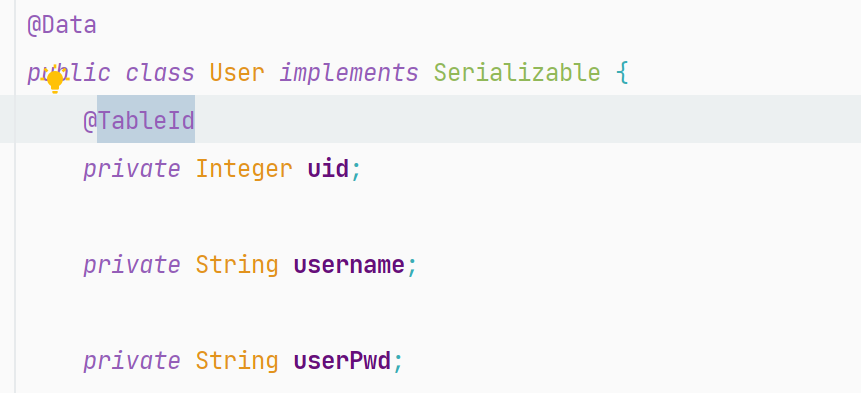 @Data
public class User implements Serializable {
@TableId
private Integer uid;
private String username;
private String userPwd;